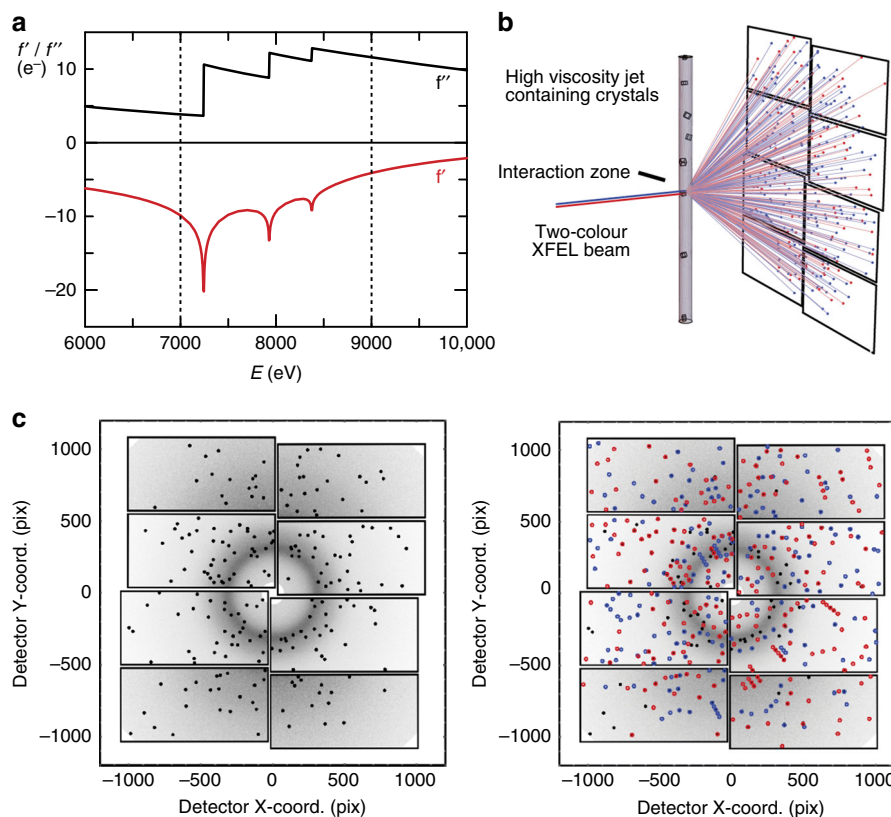 a
f′ / f″
(e⁻)
10
0
−10
−20
f″
f′
6000 7000 8000 9000 10,000
E (eV)
b
High viscosity jet
containing crystals
Interaction zone
Two-colour
XFEL beam
c
1000
500
0
−500
−1000
Detector Y-coord. (pix)
−1000 −500 0 500 1000
Detector X-coord. (pix)
1000
500
0
−500
−1000
Detector Y-coord. (pix)
−1000 −500 0 500 1000
Detector X-coord. (pix)